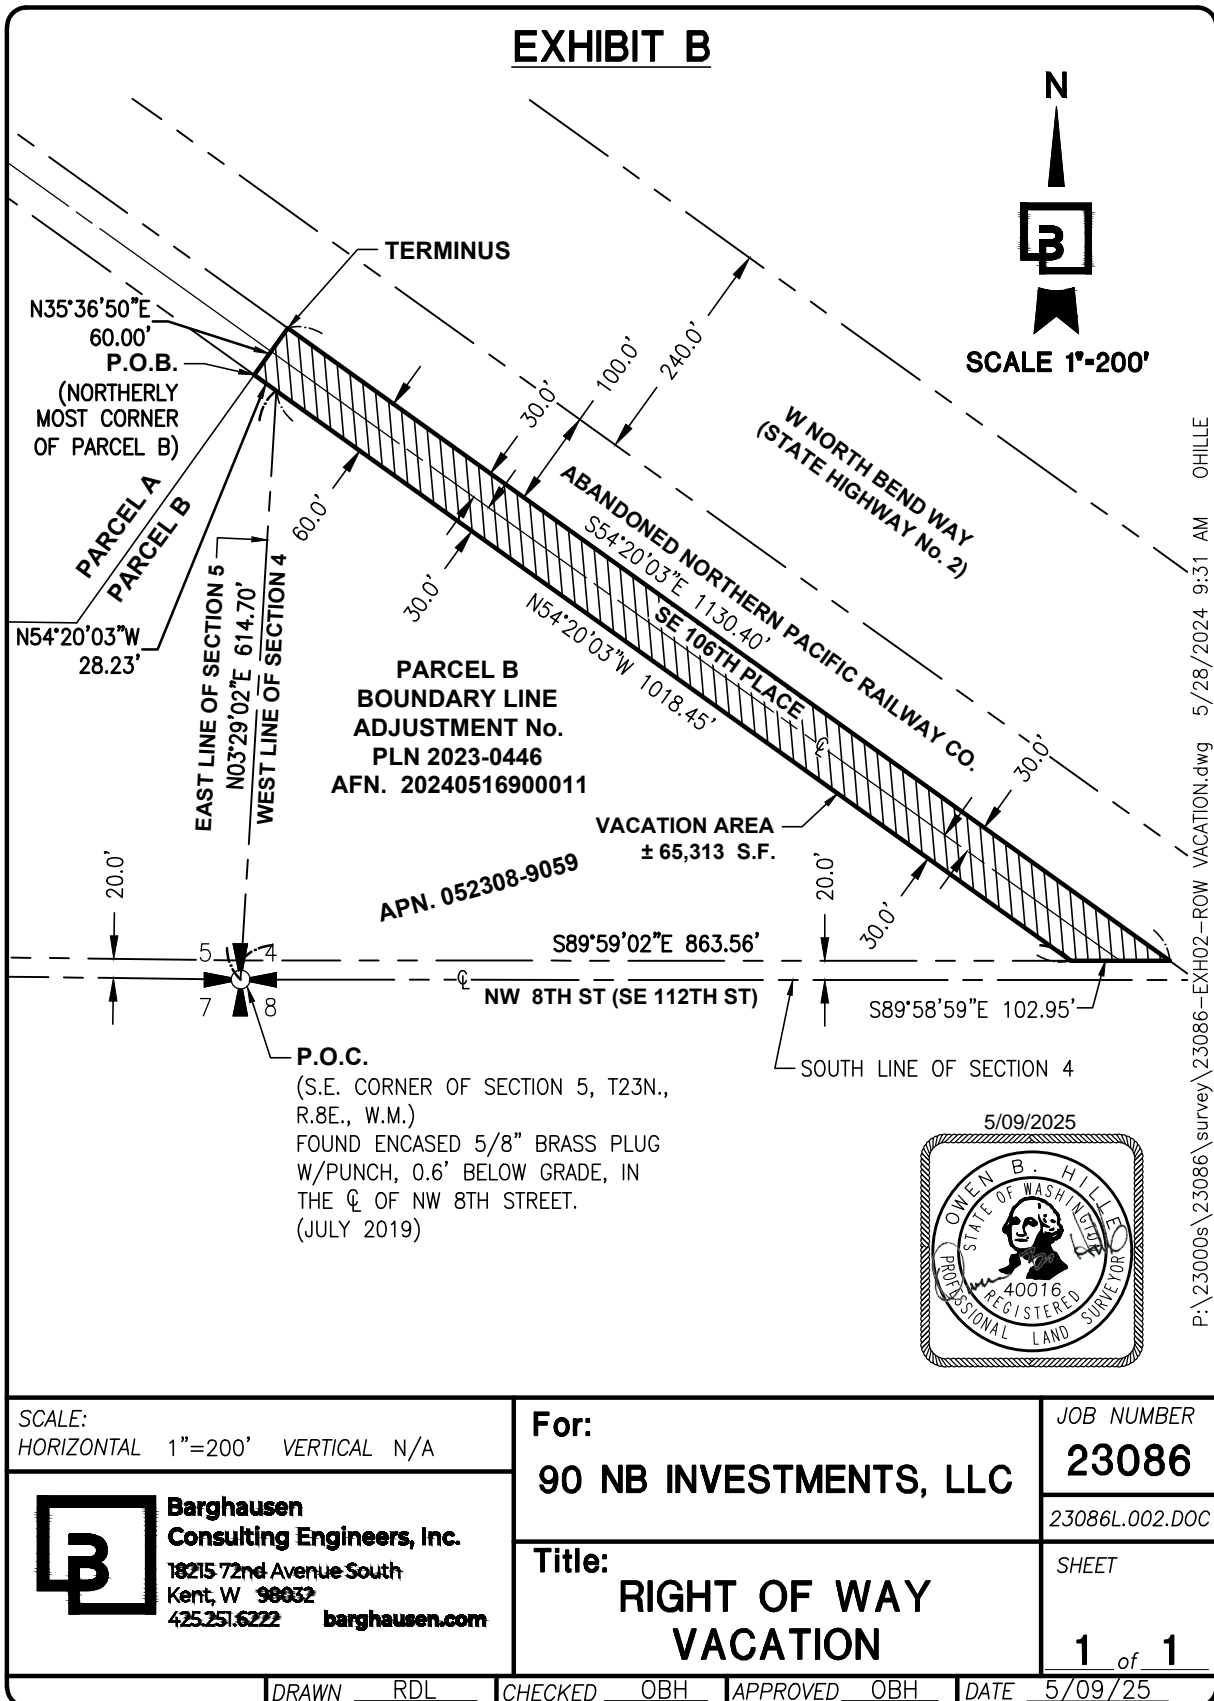 EXHIBIT B
N
SCALE 1"=200'
TERMINUS
N35°36'50"E
60.00'
P.O.B.
(NORTHERLY
MOST CORNER
OF PARCEL B)
PARCEL A
PARCEL B
N54°20'03"W
28.23'
EAST LINE OF SECTION 5
N03°29'02"E 614.70'
WEST LINE OF SECTION 4
60.0'
30.0'
30.0'
100.0'
240.0'
W NORTH BEND WAY
(STATE HIGHWAY No. 2)
ABANDONED NORTHERN PACIFIC RAILWAY CO.
S54°20'03"E 1130.40'
SE 106TH PLACE
℄
N54°20'03"W 1018.45'
30.0'
30.0'
PARCEL B
BOUNDARY LINE
ADJUSTMENT No.
PLN 2023-0446
AFN. 20240516900011
VACATION AREA
± 65,313 S.F.
APN. 052308-9059
20.0'
20.0'
S89°59'02"E 863.56'
5 4
7 8
℄
NW 8TH ST (SE 112TH ST)
S89°58'59"E 102.95'
SOUTH LINE OF SECTION 4
P.O.C.
(S.E. CORNER OF SECTION 5, T23N.,
R.8E., W.M.)
FOUND ENCASED 5/8" BRASS PLUG
W/PUNCH, 0.6' BELOW GRADE, IN
THE ℄ OF NW 8TH STREET.
(JULY 2019)
5/09/2025
OWEN B. HILLE
STATE OF WASHINGTON
40016
REGISTERED
PROFESSIONAL LAND SURVEYOR
P:\23000s\23086\survey\23086-EXH02-ROW VACATION.dwg 5/28/2024 9:31 AM OHILLE
SCALE:
HORIZONTAL 1"=200' VERTICAL N/A
B
Barghausen
Consulting Engineers, Inc.
18215 72nd Avenue South
Kent, W 98032
425.251.6222 barghausen.com
For:
90 NB INVESTMENTS, LLC
Title:
RIGHT OF WAY
VACATION
JOB NUMBER
23086
23086L.002.DOC
SHEET
1 of 1
DRAWN RDL CHECKED OBH APPROVED OBH DATE 5/09/25